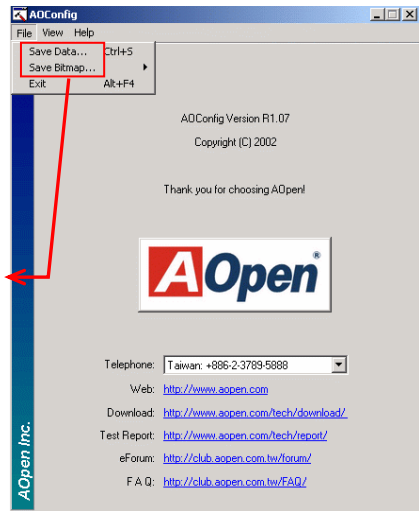 AOConfig
File View Help
Save Data... Ctrl+S
Save Bitmap...
Exit Alt+F4
AOConfig Version R1.07
Copyright (C) 2002
Thank you for choosing AOpen!
AOpen®
Telephone: Taiwan: +886-2-3789-5888
Web: http://www.aopen.com
Download: http://www.aopen.com/tech/download/
Test Report: http://www.aopen.com/tech/report/
eForum: http://club.aopen.com.tw/forum/
F A Q: http://club.aopen.com.tw/FAQ/
AOpen Inc.